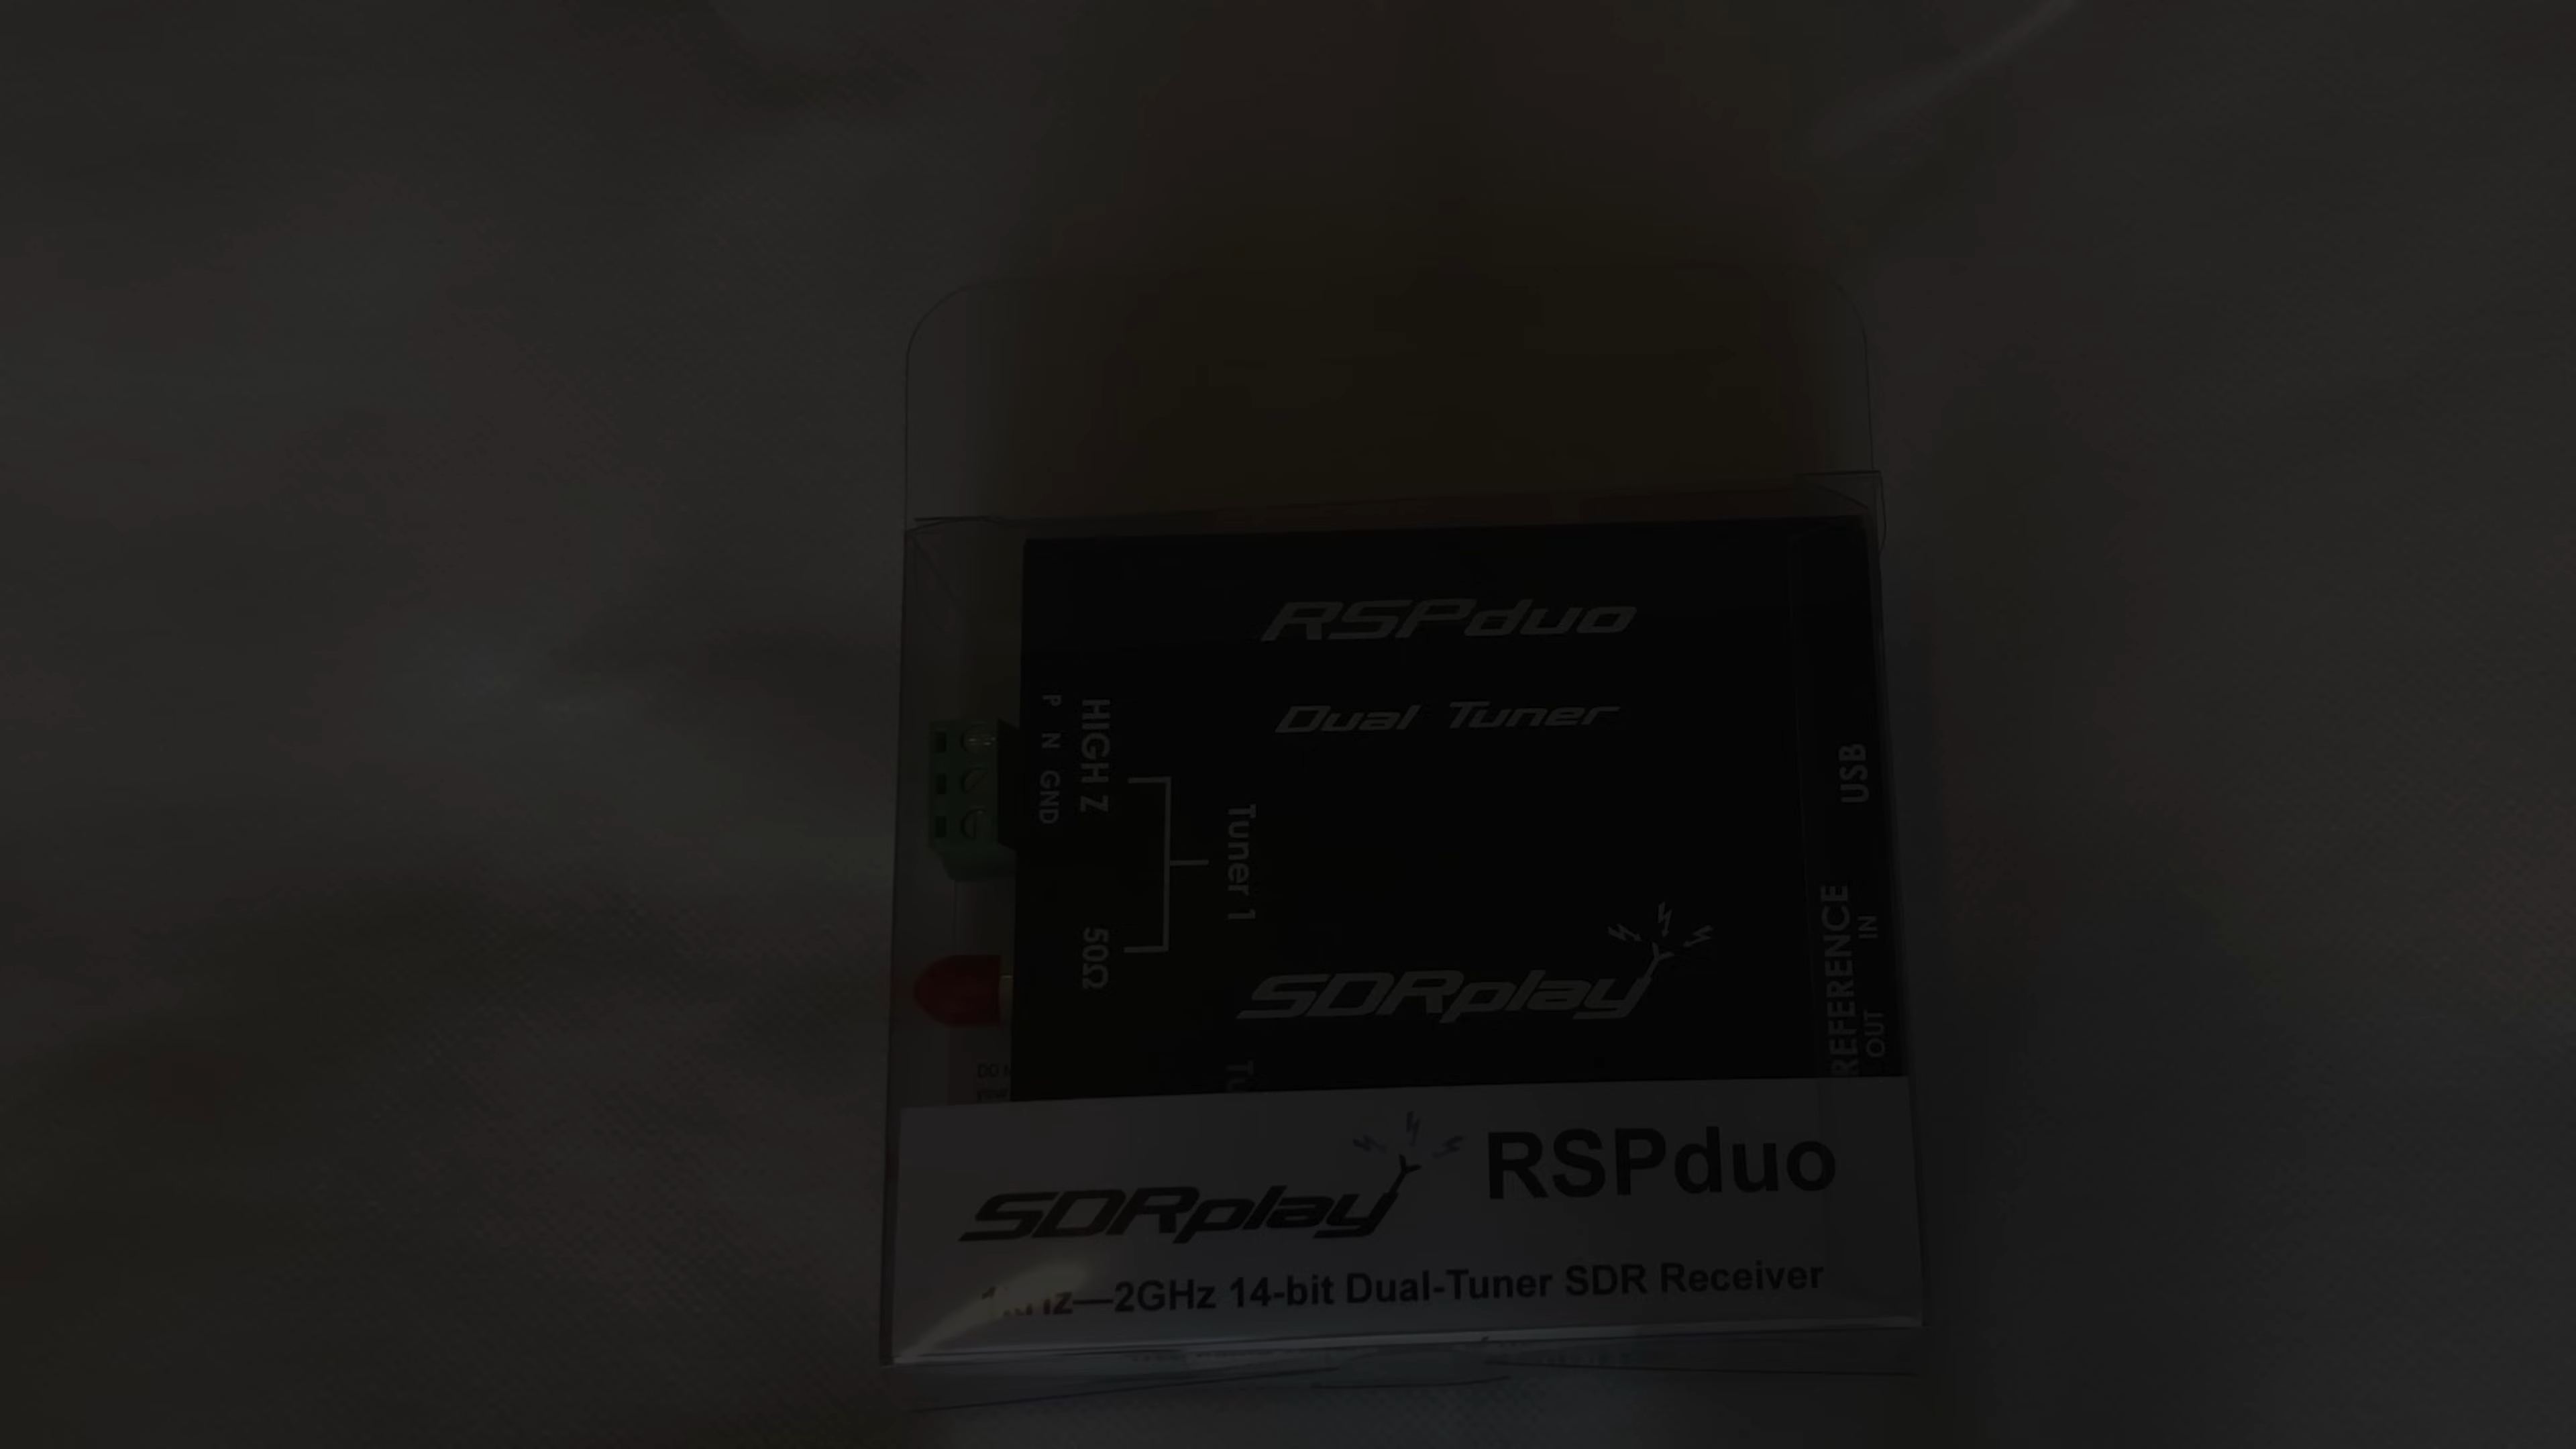 RSPduo
Dual Tuner
HIGH Z
P N GND
50Ω
Tuner 1
USB
REFERENCE
IN
OUT
SDRplay
SDRplay
RSPduo
1kHz—2GHz 14-bit Dual-Tuner SDR Receiver